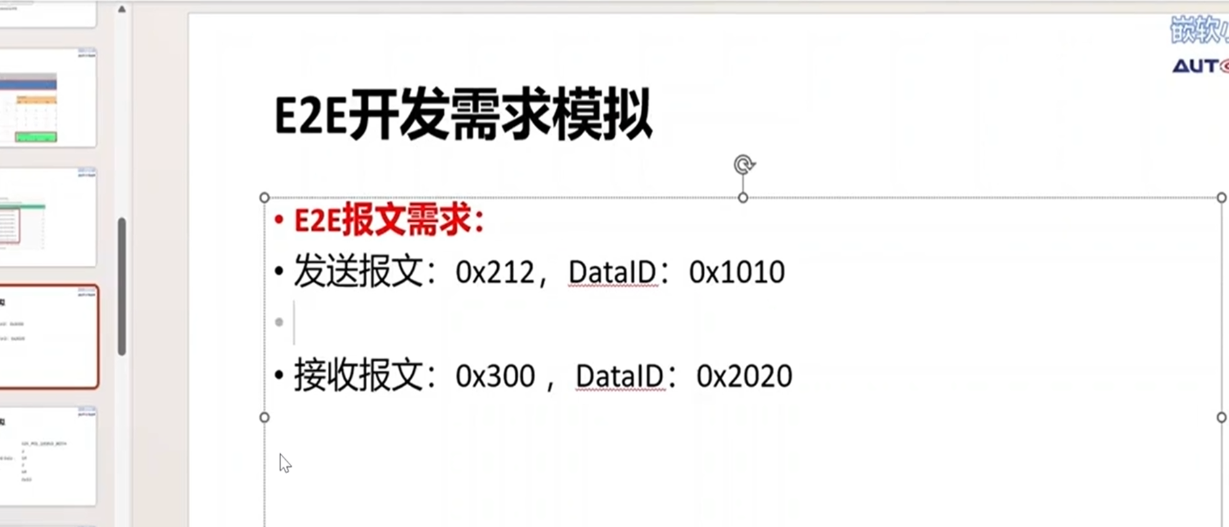 嵌软小
AUT
E2E开发需求模拟
• E2E报文需求：
• 发送报文：0x212，DataID：0x1010
• 接收报文：0x300 ，DataID：0x2020